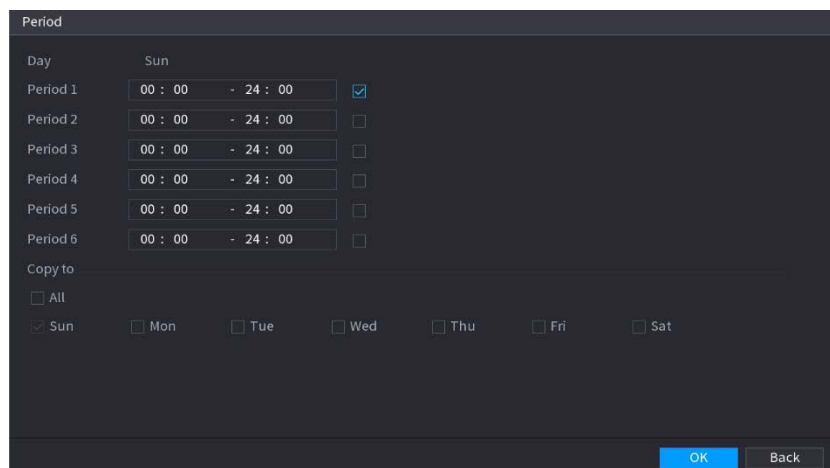 Period
Day Sun
Period 1 00 : 00 - 24 : 00
Period 2 00 : 00 - 24 : 00
Period 3 00 : 00 - 24 : 00
Period 4 00 : 00 - 24 : 00
Period 5 00 : 00 - 24 : 00
Period 6 00 : 00 - 24 : 00
Copy to
All
Sun Mon Tue Wed Thu Fri Sat
OK Back